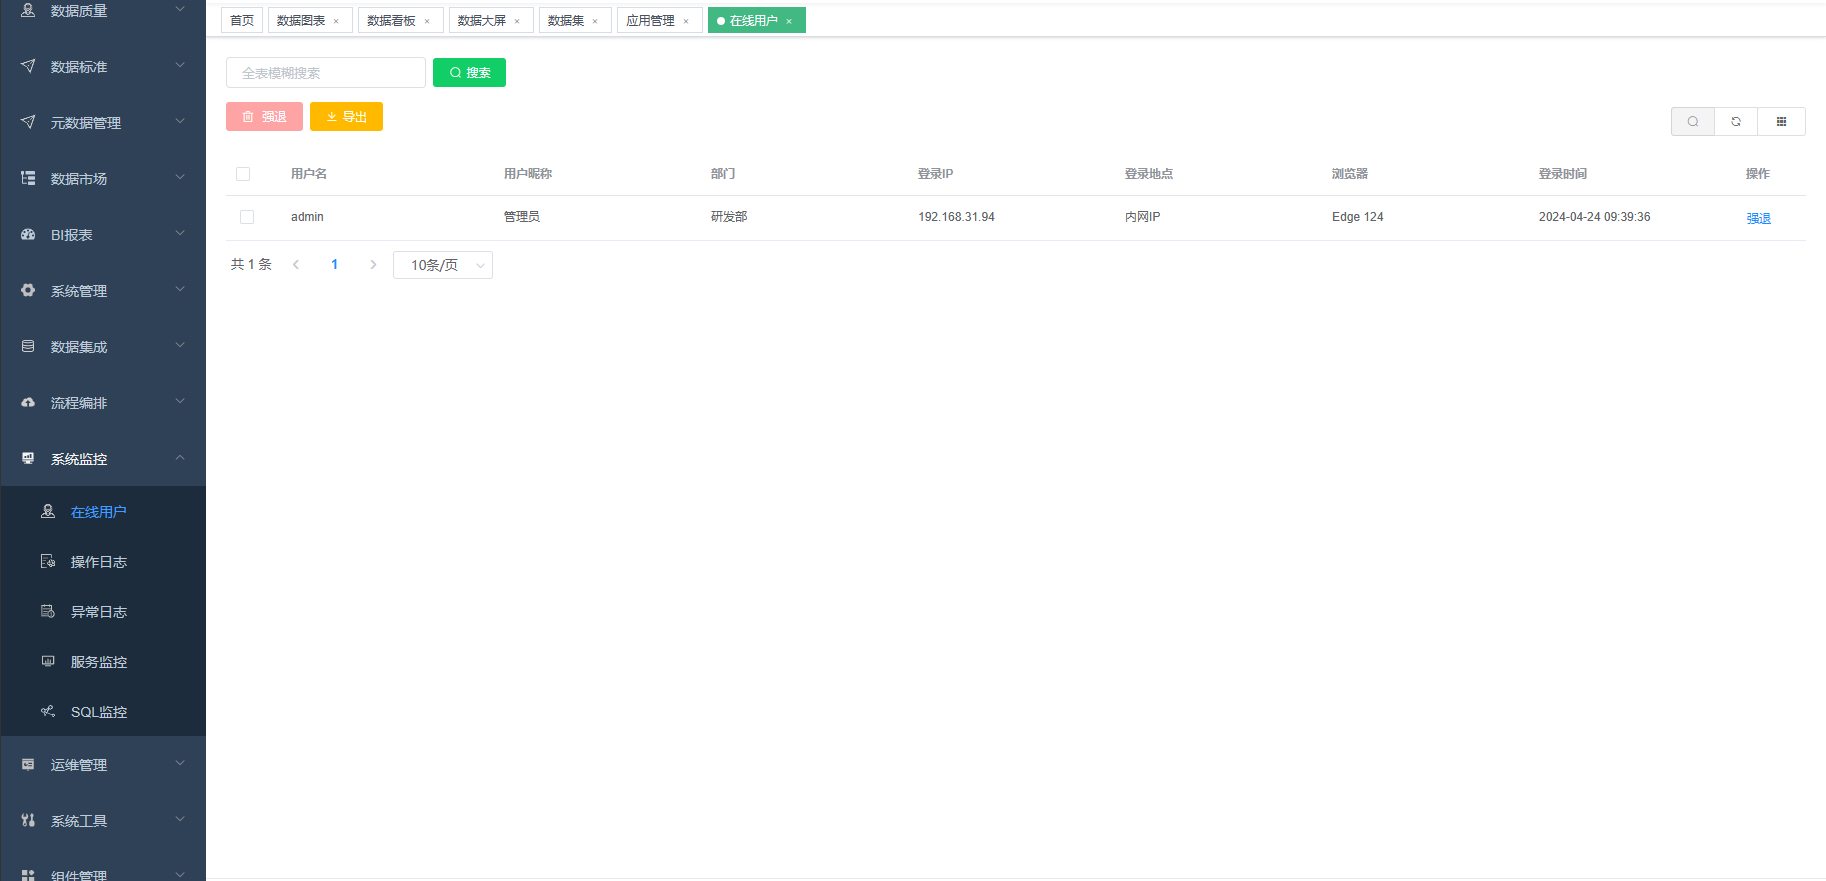 数据质量
数据标准
元数据管理
数据市场
BI报表
系统管理
数据集成
流程编排
系统监控
在线用户
操作日志
异常日志
服务监控
SQL监控
运维管理
系统工具
组件管理
首页 数据图表 × 数据看板 × 数据大屏 × 数据集 × 应用管理 × 在线用户 ×
全表模糊搜索 搜索
强退 导出
用户名 用户昵称 部门 登录IP 登录地点 浏览器 登录时间 操作
admin 管理员 研发部 192.168.31.94 内网IP Edge 124 2024-04-24 09:39:36 强退
共 1 条 1 10条/页